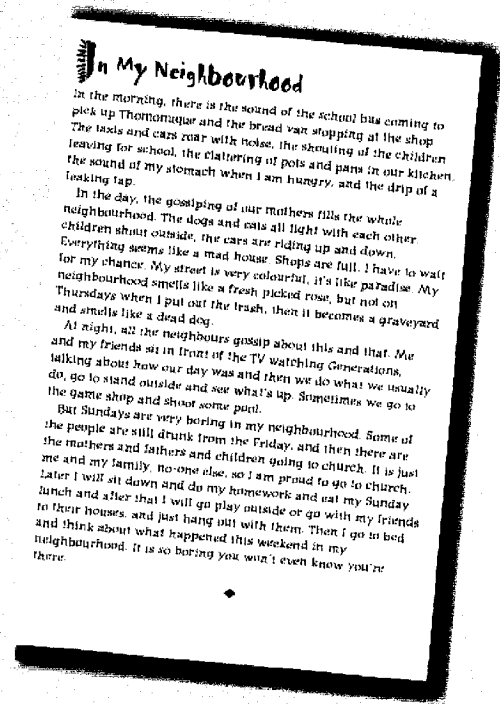 In My Neighbourhood
In the morning, there is the sound of the school bus coming to
pick up Thomonique and the bread van stopping at the shop
The taxis and cars roar with noise, the shouting of the children
leaving for school, the clattering of pots and pans in our kitchen,
the sound of my stomach when I am hungry, and the drip of a
leaking tap.
In the day, the gossiping of our mothers fills the whole
neighbourhood. The dogs and cats all fight with each other.
children shout outside, the cars are riding up and down.
Everything seems like a mad house. Shops are full. I have to wait
for my chance. My street is very colourful, it's like paradise. My
neighbourhood smells like a fresh picked rose, but not on
Thursdays when I put out the trash, then it becomes a graveyard
and smells like a dead dog.
At night, all the neighbours gossip about this and that. Me
and my friends sit in front of the TV watching Generations,
talking about how our day was and then we do what we usually
do, go to stand outside and see what's up. Sometimes we go to
the game shop and shoot some pool.
But Sundays are very boring in my neighbourhood. Some of
the people are still drunk from the Friday, and then there are
the mothers and fathers and children going to church. It is just
me and my family, no-one else, so I am proud to go to church.
Later I will sit down and do my homework and eat my Sunday
lunch and after that I will go play outside or go with my friends
to their houses, and just hang out with them. Then I go to bed
and think about what happened this weekend in my
neighbourhood. It is so boring you won't even know you're
there.